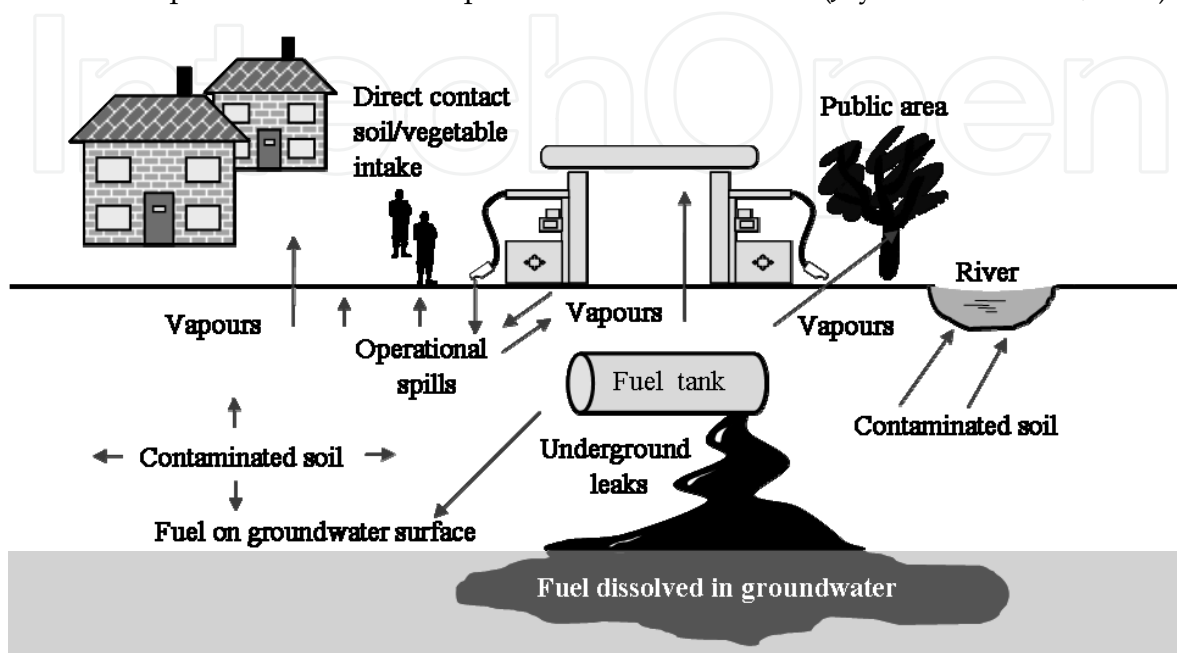 IntechOpen
Direct contact
soil/vegetable
intake
Public area
River
Vapours
Vapours
Vapours
Operational
spills
Fuel tank
Contaminated soil
Underground
leaks
Contaminated soil
Fuel on groundwater surface
Fuel dissolved in groundwater